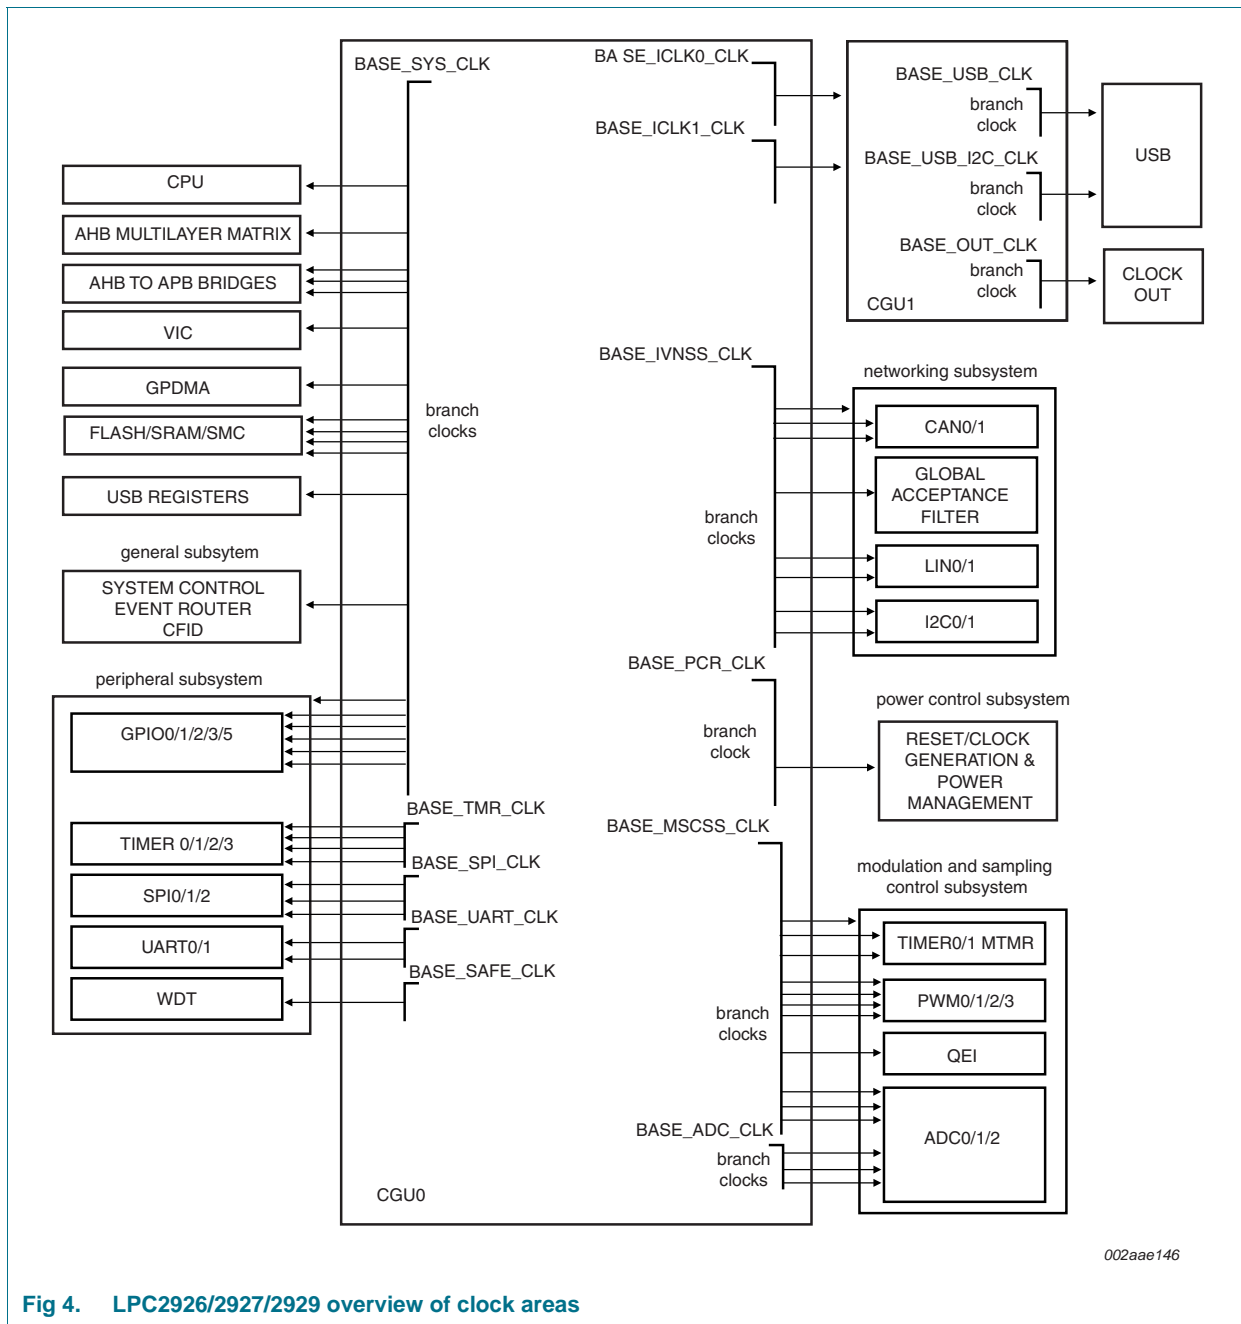 BASE_SYS_CLK
BA SE_ICLK0_CLK
BASE_ICLK1_CLK
BASE_USB_CLK
branch
clock
BASE_USB_I2C_CLK
branch
clock
BASE_OUT_CLK
branch
clock
CGU1
USB
CLOCK
OUT
CPU
AHB MULTILAYER MATRIX
AHB TO APB BRIDGES
VIC
GPDMA
FLASH/SRAM/SMC
USB REGISTERS
branch
clocks
general subsytem
SYSTEM CONTROL
EVENT ROUTER
CFID
peripheral subsystem
GPIO0/1/2/3/5
TIMER 0/1/2/3
SPI0/1/2
UART0/1
WDT
BASE_TMR_CLK
BASE_SPI_CLK
BASE_UART_CLK
BASE_SAFE_CLK
BASE_IVNSS_CLK
branch
clocks
networking subsystem
CAN0/1
GLOBAL
ACCEPTANCE
FILTER
LIN0/1
I2C0/1
BASE_PCR_CLK
branch
clock
power control subsystem
RESET/CLOCK
GENERATION &
POWER
MANAGEMENT
BASE_MSCSS_CLK
branch
clocks
modulation and sampling
control subsystem
TIMER0/1 MTMR
PWM0/1/2/3
QEI
ADC0/1/2
BASE_ADC_CLK
branch
clocks
CGU0
002aae146
Fig 4. LPC2926/2927/2929 overview of clock areas